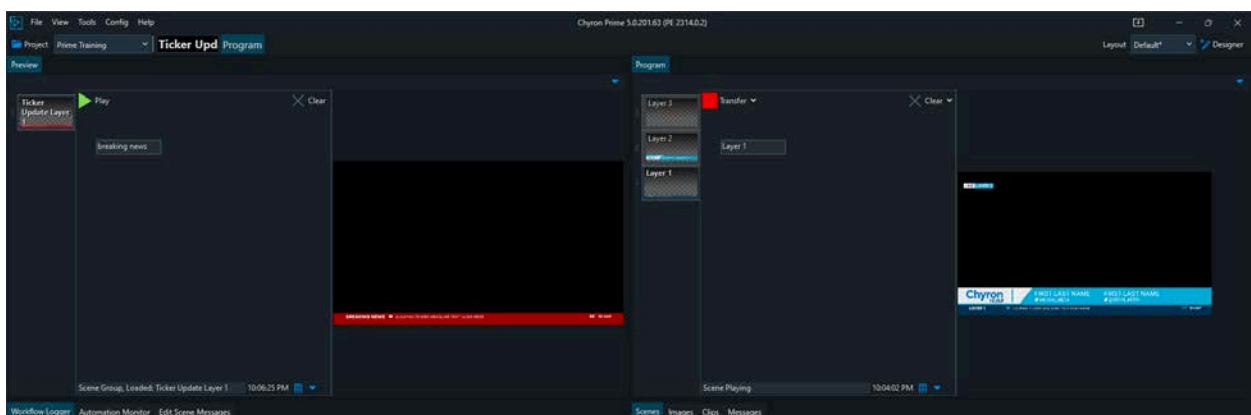 File View Tools Config Help
Chyron Prime 5.0.201.63 (PE 2314.0.2)
Project Prime Training
Ticker Upd Program
Layout Default* Designer
Preview
Program
Ticker Update Layer 1
Play
Clear
breaking news
BREAKING NEWS
Scene Group, Loaded: Ticker Update Layer 1
10:06:25 PM
Layer 3
Layer 2
Layer 1
Transfer
Clear
Layer 1
Chyron
FIRST LAST NAME
FIRST LAST NAME
LAYER 1
Scene Playing
10:04:02 PM
Workflow Logger Automation Monitor Edit Scene Messages
Scenes Images Clips Messages